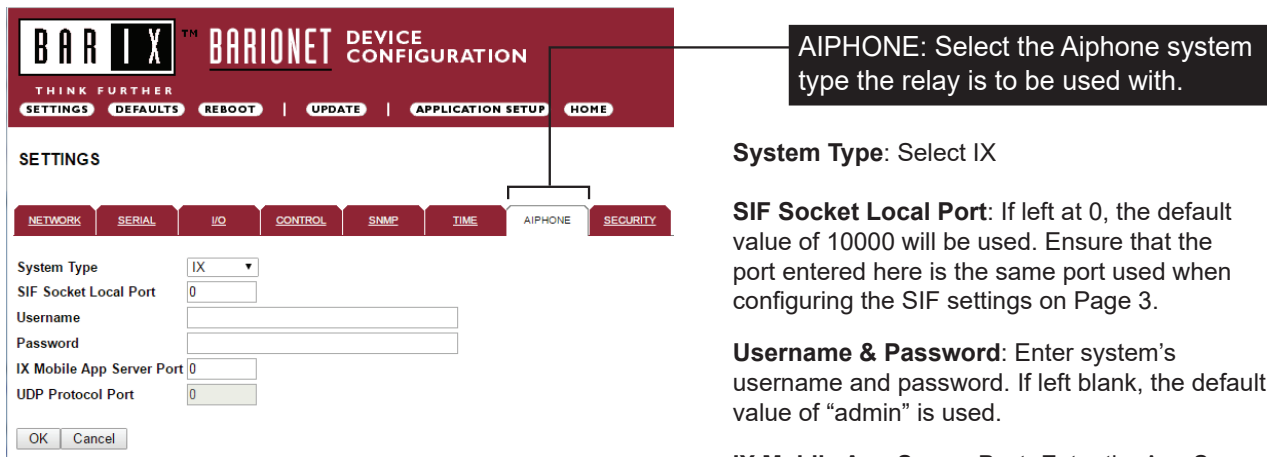 BARIX™ BARIONET DEVICE CONFIGURATION
THINK FURTHER
SETTINGS DEFAULTS REBOOT | UPDATE | APPLICATION SETUP HOME
SETTINGS
NETWORK SERIAL I/O CONTROL SNMP TIME AIPHONE SECURITY
System Type IX
SIF Socket Local Port 0
Username
Password
IX Mobile App Server Port 0
UDP Protocol Port 0
OK Cancel
AIPHONE: Select the Aiphone system
type the relay is to be used with.
System Type: Select IX
SIF Socket Local Port: If left at 0, the default
value of 10000 will be used. Ensure that the
port entered here is the same port used when
configuring the SIF settings on Page 3.
Username & Password: Enter system’s
username and password. If left blank, the default
value of “admin” is used.